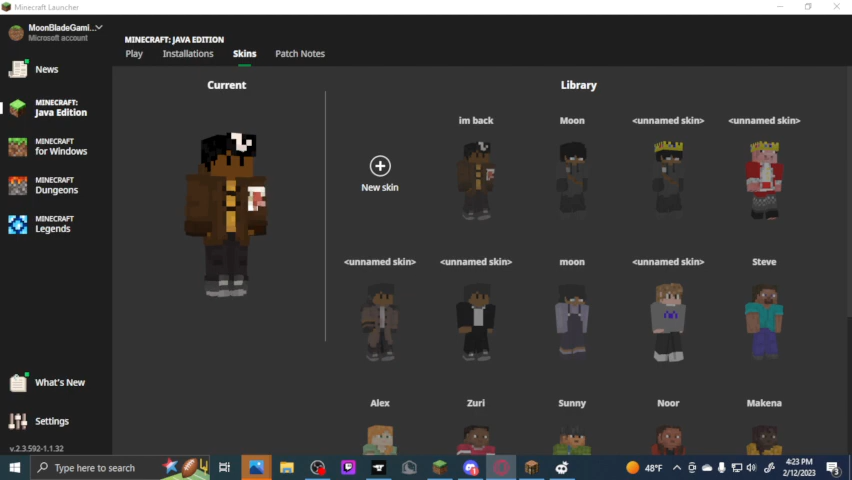 Minecraft Launcher
MoonBladeGami...
Microsoft account
News
MINECRAFT:
Java Edition
MINECRAFT
for Windows
MINECRAFT
Dungeons
MINECRAFT
Legends
What's New
Settings
v.2.3.592-1.1.32
MINECRAFT: JAVA EDITION
Play Installations Skins Patch Notes
Current
Library
New skin
im back Moon <unnamed skin> <unnamed skin>
<unnamed skin> <unnamed skin> moon <unnamed skin> Steve
Alex Zuri Sunny Noor Makena
Type here to search
48°F
4:23 PM
2/12/2023
3